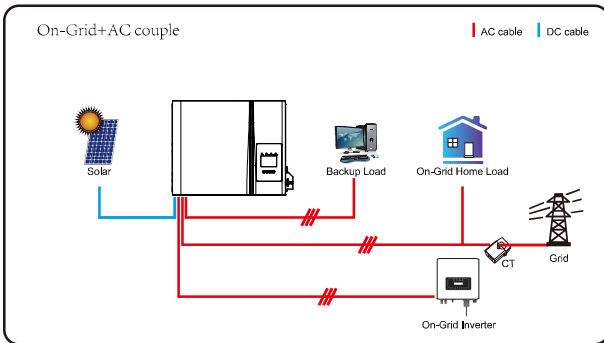 On-Grid+AC couple
AC cable
DC cable
Solar
Backup Load
On-Grid Home Load
CT
Grid
On-Grid Inverter